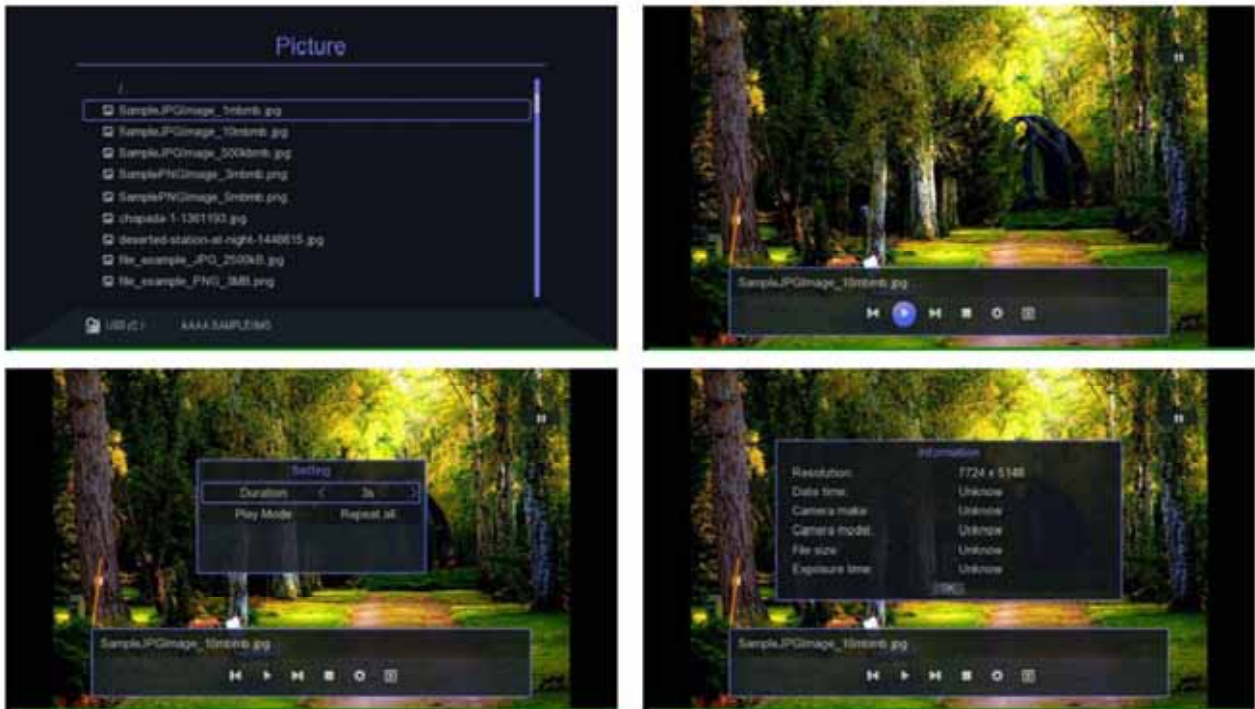 Picture
/
SampleJPGImage_1mbmb.jpg
SampleJPGImage_10mbmb.jpg
SampleJPGImage_500kbmb.jpg
SamplePNGImage_3mbmb.png
SamplePNGImage_5mbmb.png
chapada-1-1361193.jpg
deserted-station-at-night-1446615.jpg
file_example_JPG_2500kB.jpg
file_example_PNG_3MB.png
USB (C:)
SampleJPGImage_10mbmb.jpg
Setting
Duration 3s
Play Mode Repeat all
SampleJPGImage_10mbmb.jpg
Information
Resolution: 7724 x 5148
Date time: Unknow
Camera make: Unknow
Camera model: Unknow
File size: Unknow
Exposure time: Unknow
OK
SampleJPGImage_10mbmb.jpg